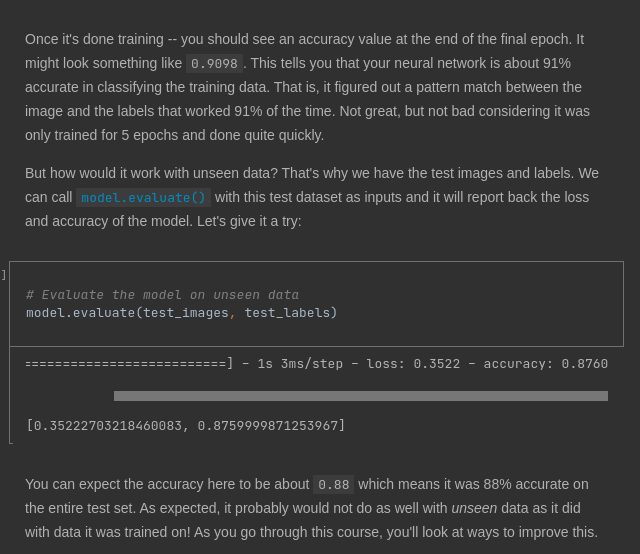 Once it's done training -- you should see an accuracy value at the end of the final epoch. It
might look something like 0.9098. This tells you that your neural network is about 91%
accurate in classifying the training data. That is, it figured out a pattern match between the
image and the labels that worked 91% of the time. Not great, but not bad considering it was
only trained for 5 epochs and done quite quickly.
But how would it work with unseen data? That's why we have the test images and labels. We
can call model.evaluate() with this test dataset as inputs and it will report back the loss
and accuracy of the model. Let's give it a try:
]
# Evaluate the model on unseen data
model.evaluate(test_images, test_labels)
===========================] - 1s 3ms/step - loss: 0.3522 - accuracy: 0.8760
[0.35222703218460083, 0.8759999871253967]
You can expect the accuracy here to be about 0.88 which means it was 88% accurate on
the entire test set. As expected, it probably would not do as well with unseen data as it did
with data it was trained on! As you go through this course, you'll look at ways to improve this.